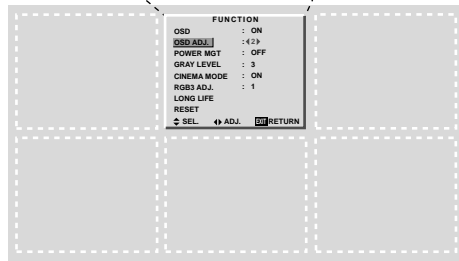 FUNCTION
OSD : ON
OSD ADJ. : ◀2▶
POWER MGT : OFF
GRAY LEVEL : 3
CINEMA MODE : ON
RGB3 ADJ. : 1
LONG LIFE
RESET
SEL. ADJ. EXIT RETURN